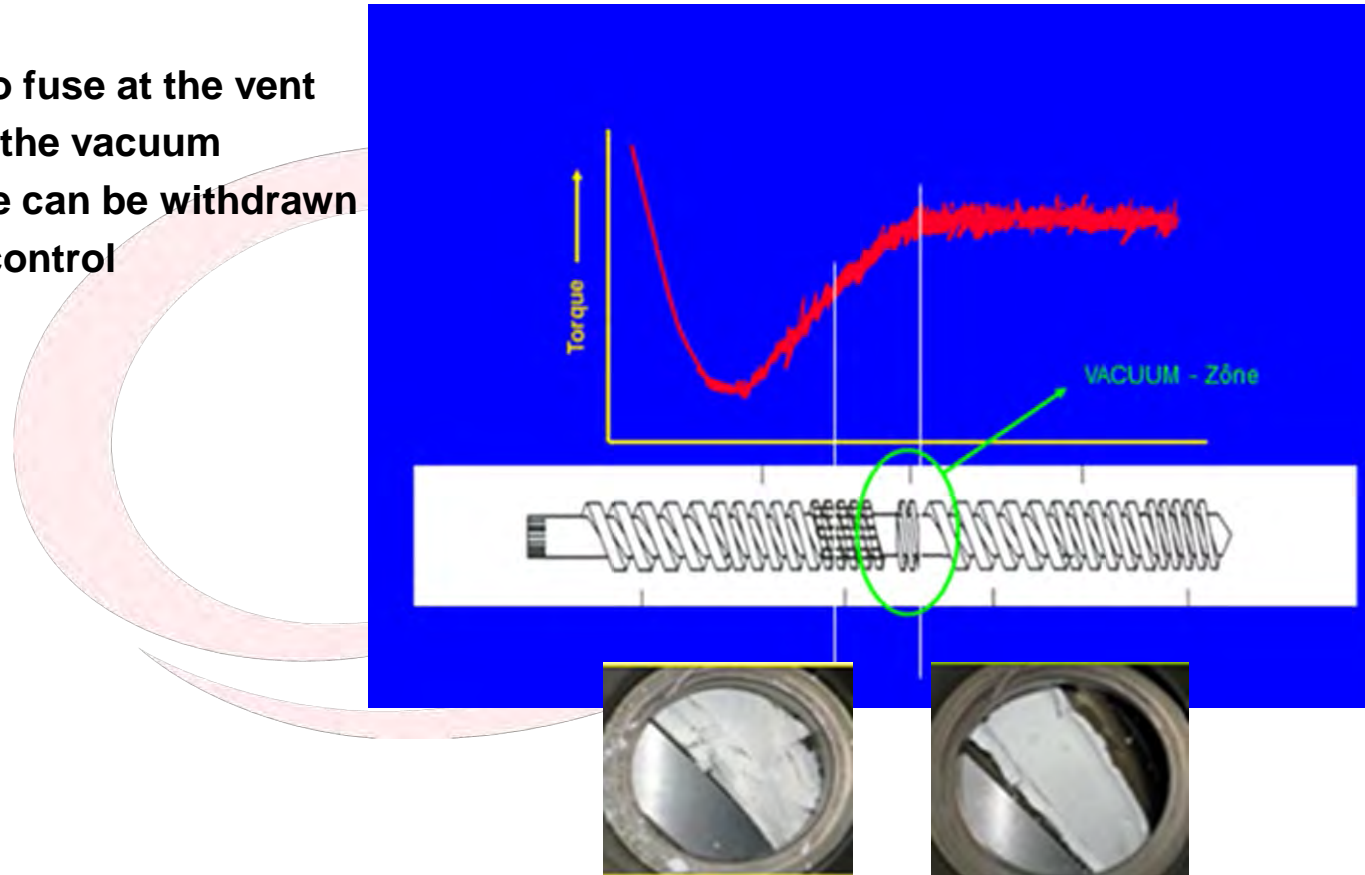 o fuse at the vent
the vacuum
e can be withdrawn
control
Torque
VACUUM - Zône